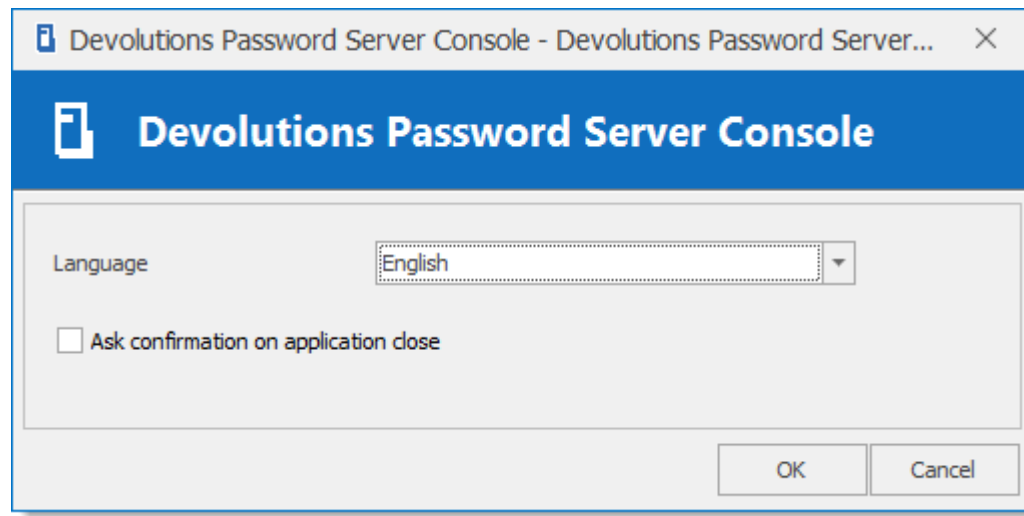 Devolutions Password Server Console - Devolutions Password Server...
Devolutions Password Server Console
Language
English
Ask confirmation on application close
OK
Cancel